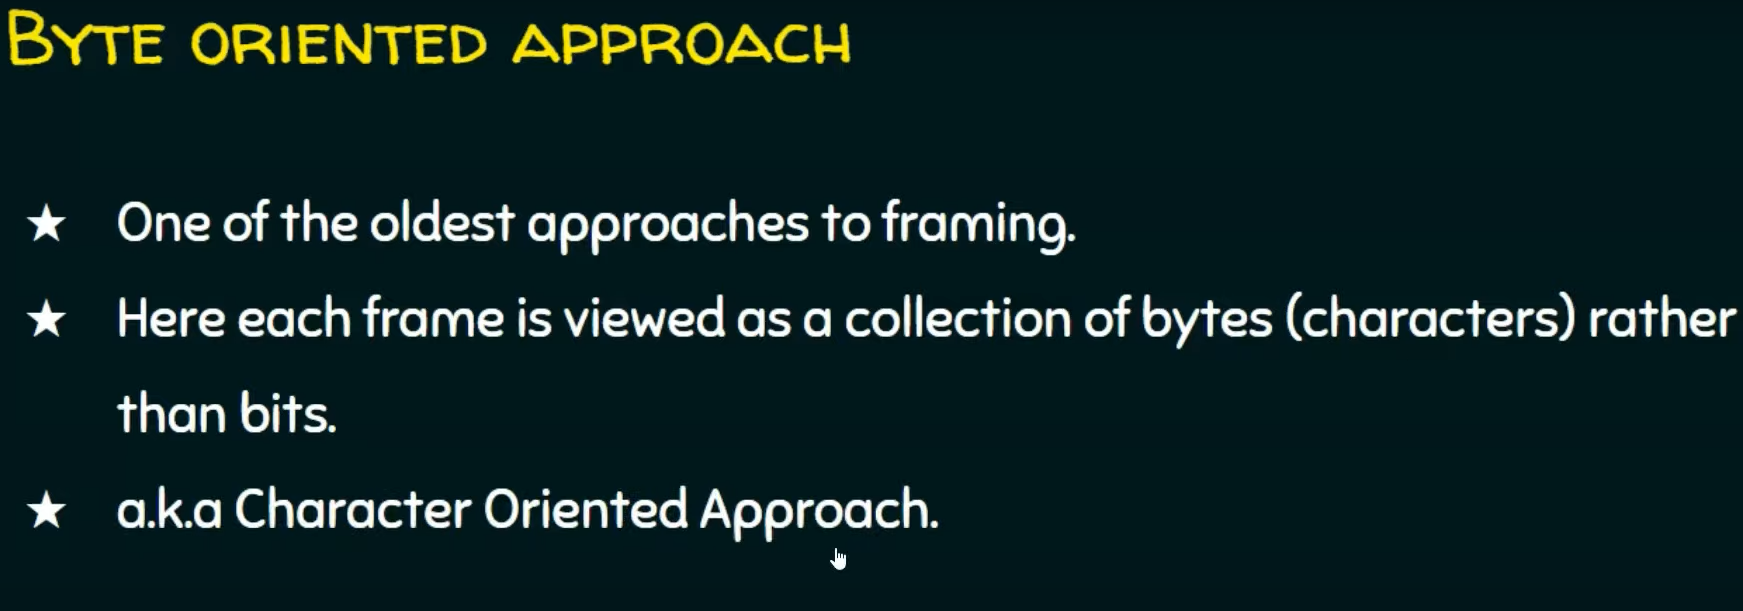 BYTE ORIENTED APPROACH
★ One of the oldest approaches to framing.
★ Here each frame is viewed as a collection of bytes (characters) rather
than bits.
★ a.k.a Character Oriented Approach.